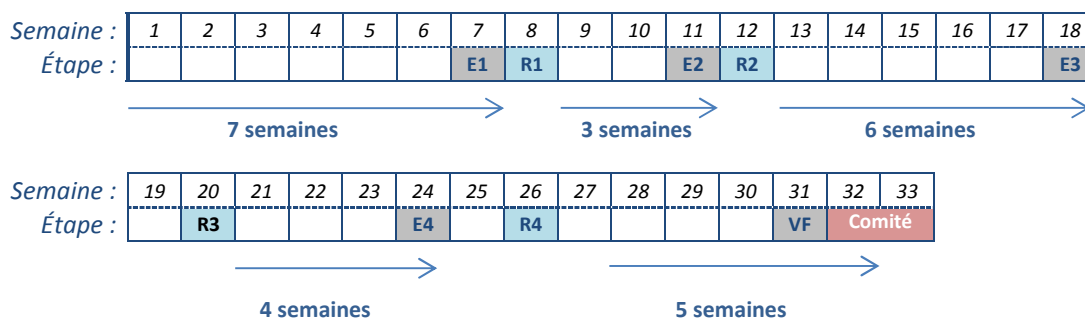 Semaine : 1 2 3 4 5 6 7 8 9 10 11 12 13 14 15 16 17 18
Étape : E1 R1 E2 R2 E3
7 semaines 3 semaines 6 semaines
Semaine : 19 20 21 22 23 24 25 26 27 28 29 30 31 32 33
Étape : R3 E4 R4 VF Comité
4 semaines 5 semaines